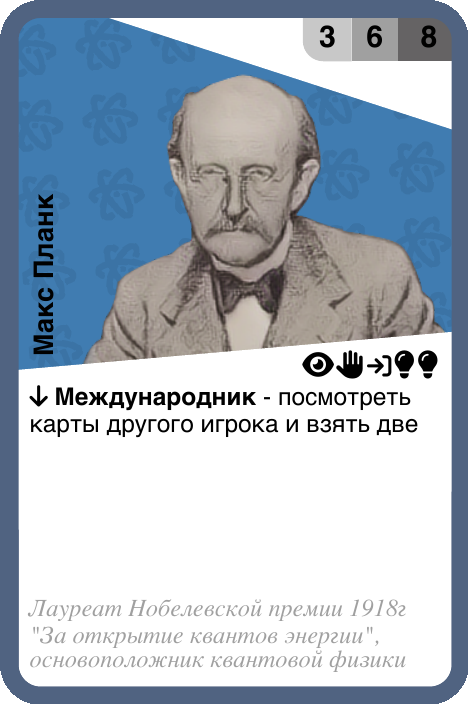 3 6 8
Макс Планк
↓ Международник - посмотреть
карты другого игрока и взять две
Лауреат Нобелевской премии 1918г
"За открытие квантов энергии",
основоположник квантовой физики